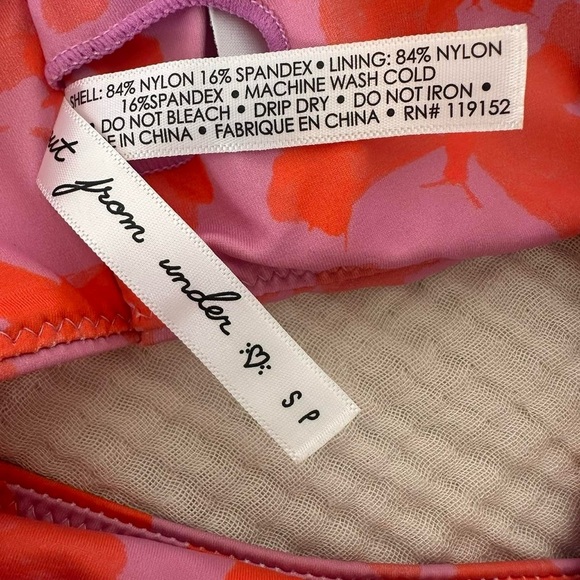 SHELL: 84% NYLON 16% SPANDEX • LINING: 84% NYLON
16%SPANDEX • MACHINE WASH COLD
DO NOT BLEACH • DRIP DRY • DO NOT IRON •
IN CHINA • FABRIQUE EN CHINA • RN# 119152
from under
S P